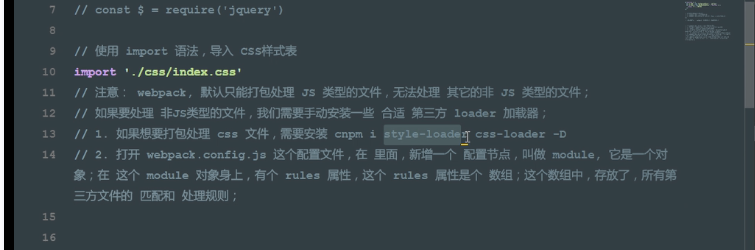 7 // const $ = require('jquery')
8
9 // 使用 import 语法，导入 CSS样式表
10 import './css/index.css'
11 // 注意： webpack, 默认只能打包处理 JS 类型的文件，无法处理 其它的非 JS 类型的文件；
12 // 如果要处理 非JS类型的文件，我们需要手动安装一些 合适 第三方 loader 加载器；
13 // 1. 如果想要打包处理 css 文件，需要安装 cnpm i style-loader css-loader -D
14 // 2. 打开 webpack.config.js 这个配置文件，在 里面，新增一个 配置节点，叫做 module, 它是一个对
象；在 这个 module 对象身上，有个 rules 属性，这个 rules 属性是个 数组；这个数组中，存放了，所有第
三方文件的 匹配和 处理规则；
15
16